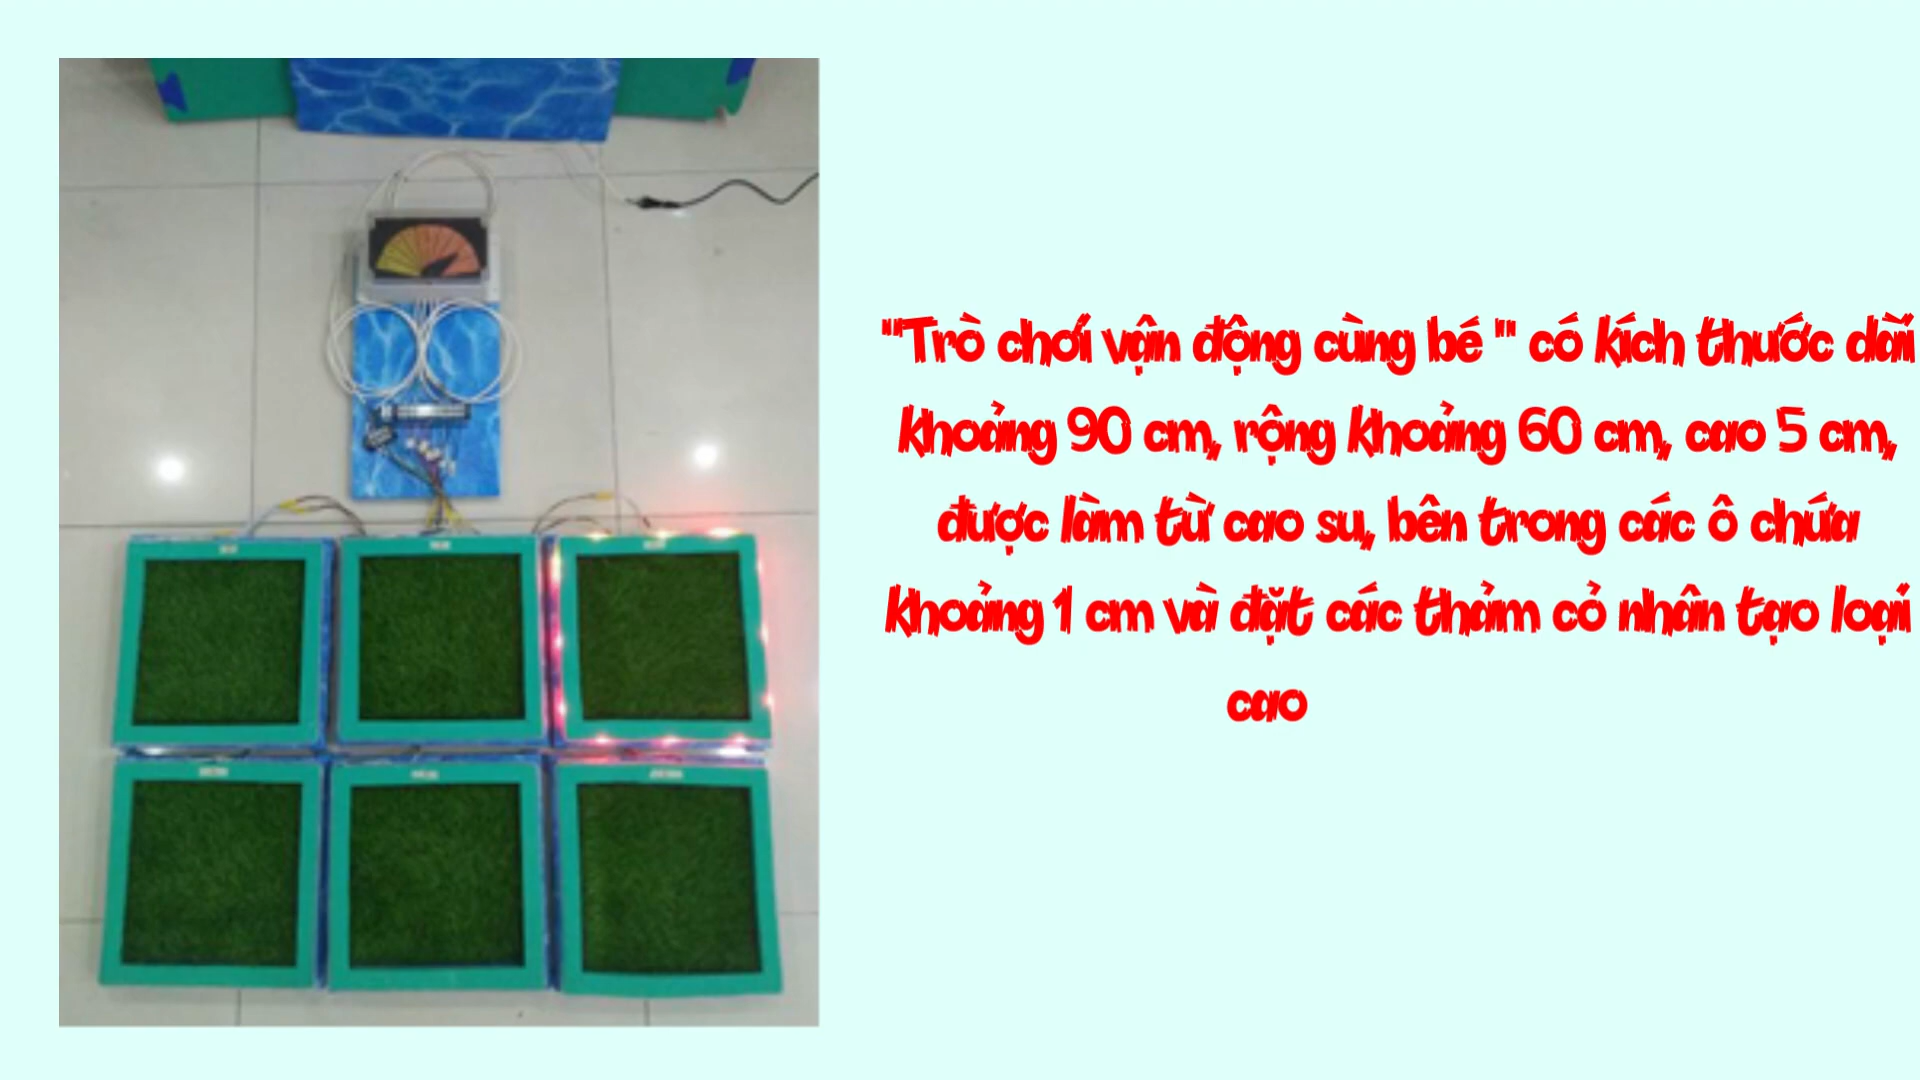 "Trò chơi vận động cùng bé " có kích thước dài
khoảng 90 cm, rộng khoảng 60 cm, cao 5 cm,
được làm từ cao su, bên trong các ô chứa
khoảng 1 cm và đặt các thảm cỏ nhân tạo loại
cao